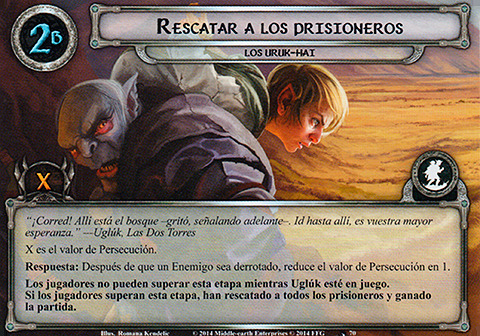 2B
RESCATAR A LOS PRISIONEROS
LOS URUK-HAI
X
“¡Corred! Allí está el bosque –gritó, señalando adelante–. Id hasta allí, es vuestra mayor
esperanza.” —Uglúk, Las Dos Torres
X es el valor de Persecución.
Respuesta: Después de que un Enemigo sea derrotado, reduce el valor de Persecución en 1.
Los jugadores no pueden superar esta etapa mientras Uglúk esté en juego.
Si los jugadores superan esta etapa, han rescatado a todos los prisioneros y ganado
la partida.
Illus. Romana Kendelic © 2014 Middle-earth Enterprises © 2014 FFG 70